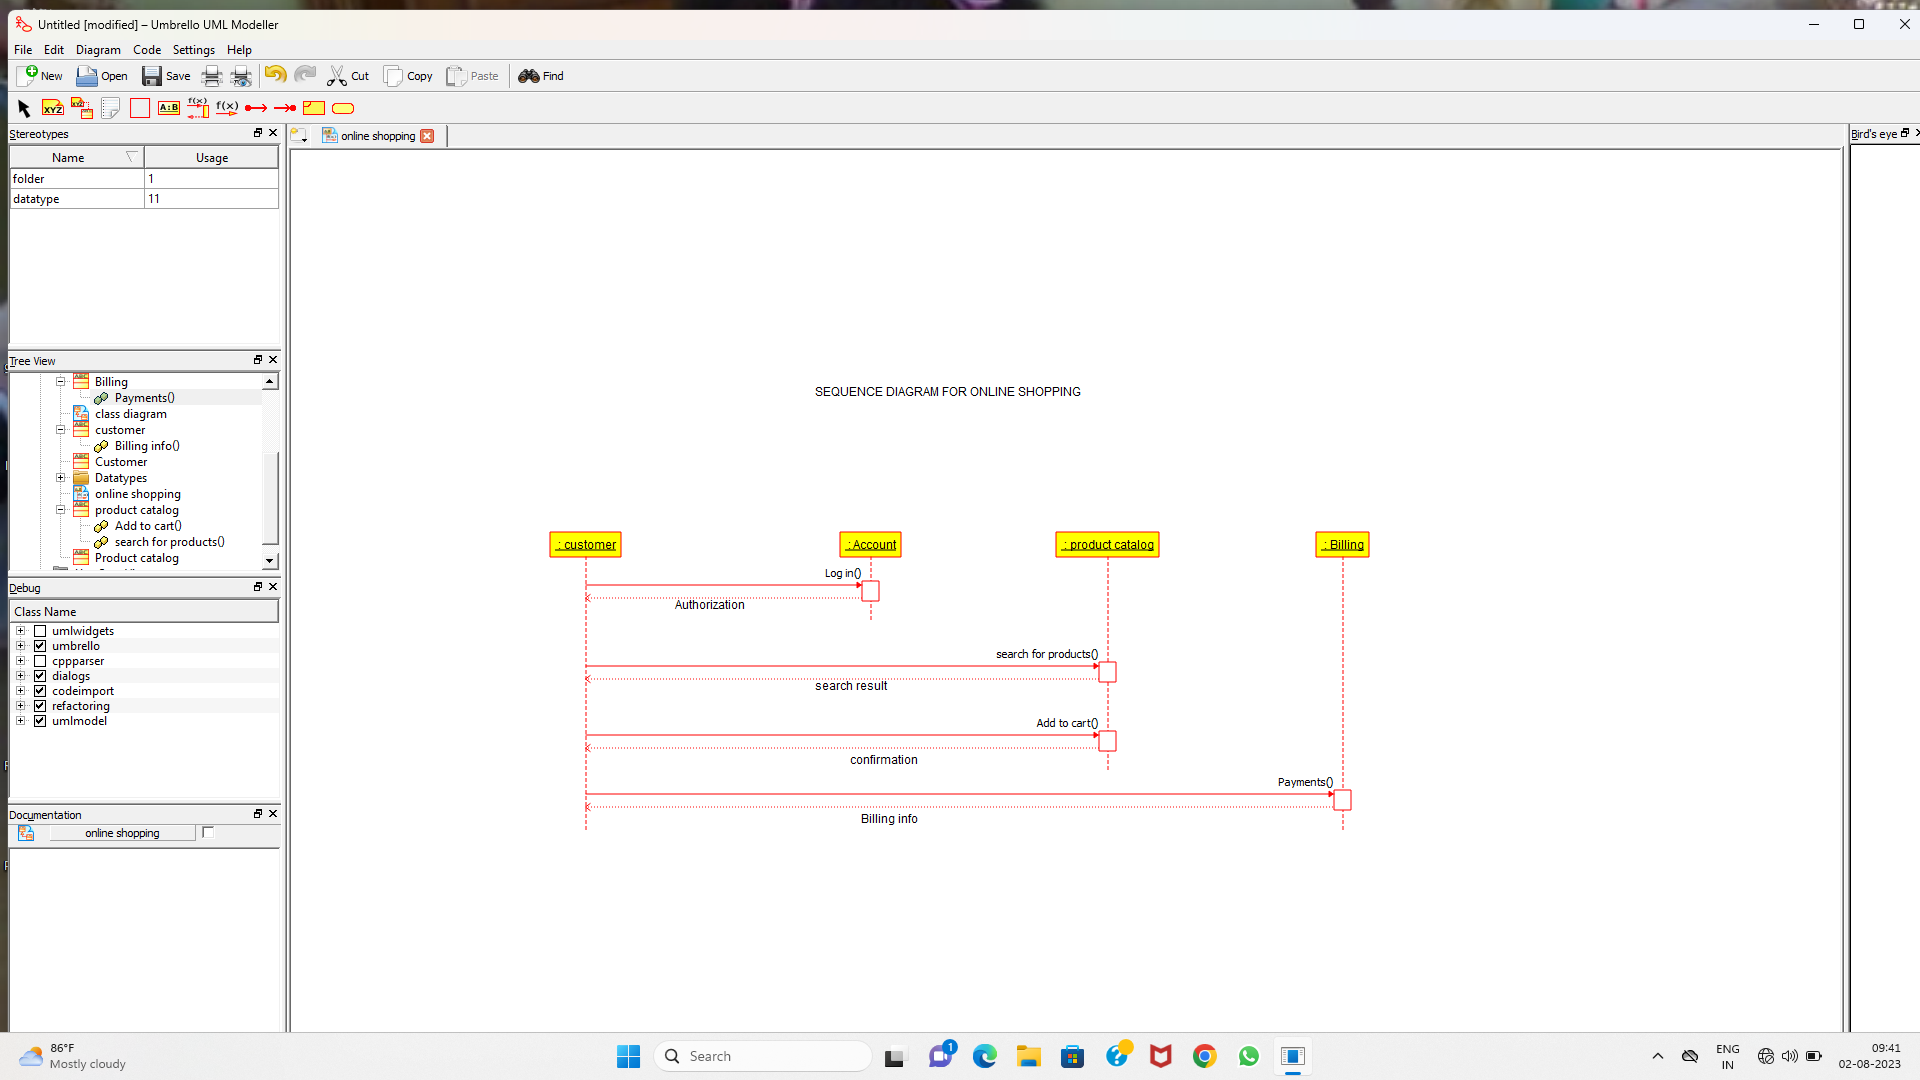 Untitled [modified] – Umbrello UML Modeller
File Edit Diagram Code Settings Help
New Open Save Cut Copy Paste Find
XYZ XYZ A:B f(x) f(x)
Stereotypes
Name Usage
folder 1
datatype 11
Tree View
Billing
Payments()
class diagram
customer
Billing info()
Customer
Datatypes
online shopping
product catalog
Add to cart()
search for products()
Product catalog
Debug
Class Name
umlwidgets
umbrello
cppparser
dialogs
codeimport
refactoring
umlmodel
Documentation
online shopping
online shopping
Bird's eye
SEQUENCE DIAGRAM FOR ONLINE SHOPPING
: customer : Account : product catalog : Billing
Log in()
Authorization
search for products()
search result
Add to cart()
confirmation
Payments()
Billing info
86°F
Mostly cloudy
Search
1
ENG
IN
09:41
02-08-2023